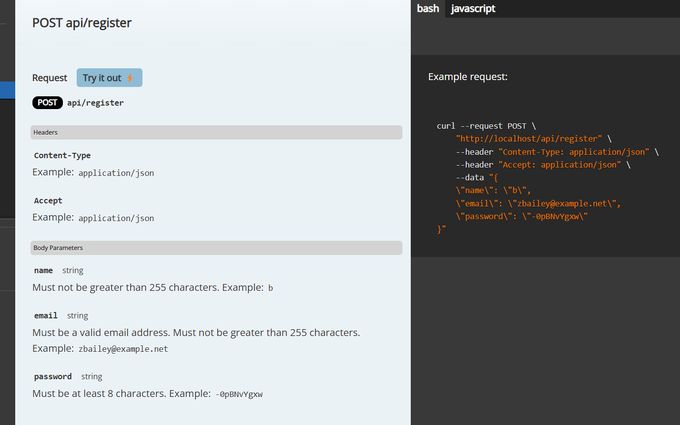 POST api/register
Request Try it out ⚡
POST api/register
Headers
Content-Type
Example: application/json
Accept
Example: application/json
Body Parameters
name string
Must not be greater than 255 characters. Example: b
email string
Must be a valid email address. Must not be greater than 255 characters.
Example: zbailey@example.net
password string
Must be at least 8 characters. Example: -0pBNvYgxw
bash javascript
Example request:
curl --request POST \
"http://localhost/api/register" \
--header "Content-Type: application/json" \
--header "Accept: application/json" \
--data "{
\"name\": \"b\",
\"email\": \"zbailey@example.net\",
\"password\": \"-0pBNvYgxw\"
}"